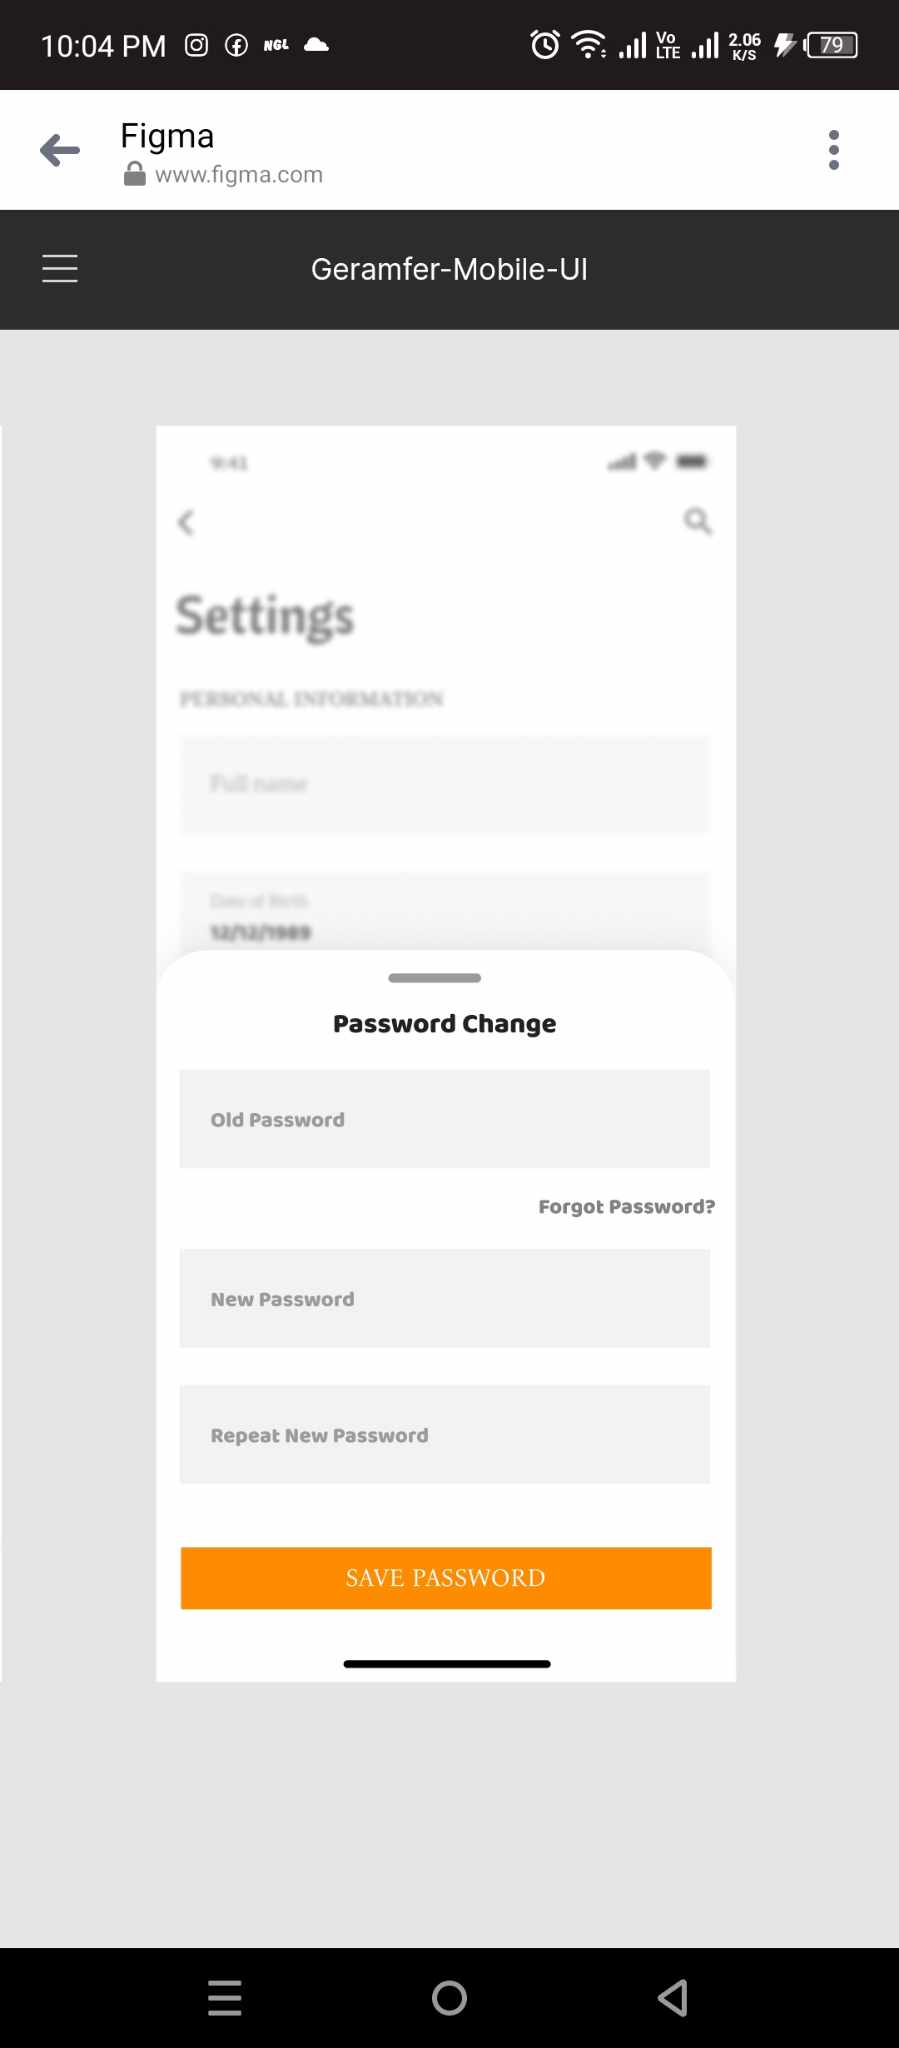 10:04 PM NGL Vo LTE 2.06 K/S 79
Figma
www.figma.com
Geramfer-Mobile-UI
9:41
Settings
PERSONAL INFORMATION
Full name
Date of Birth
12/12/1989
Password Change
Old Password
Forgot Password?
New Password
Repeat New Password
SAVE PASSWORD